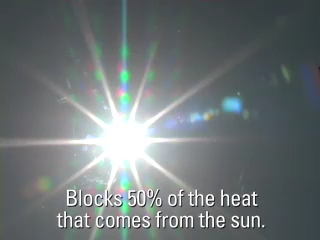 Blocks 50% of the heat
that comes from the sun.